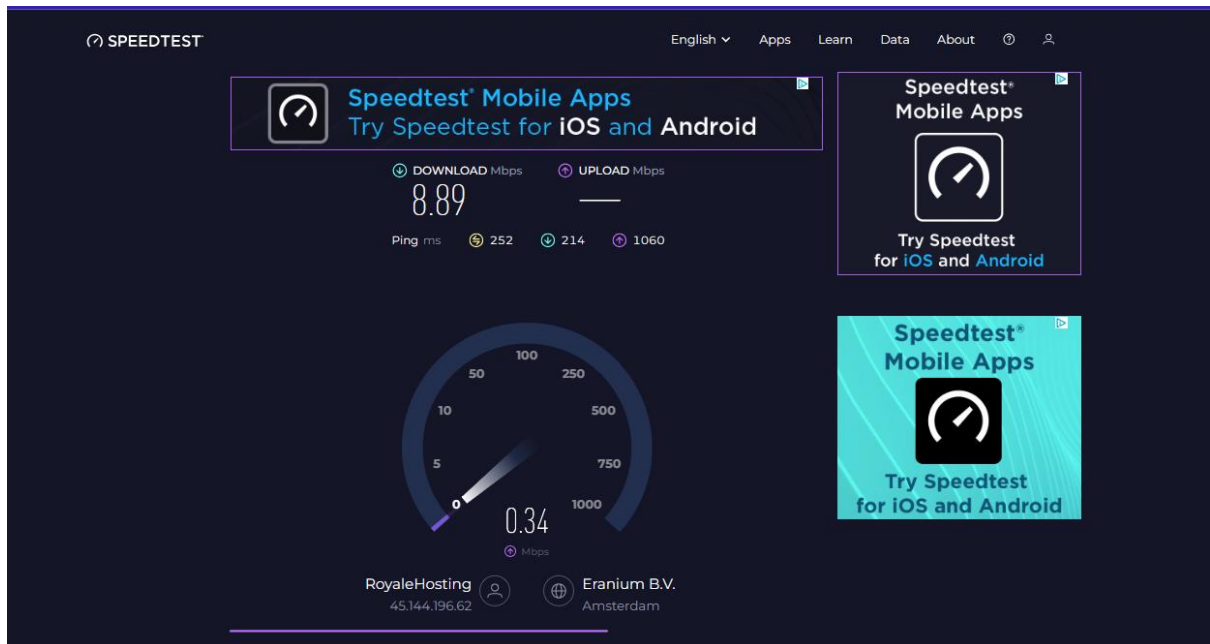 SPEEDTEST
English Apps Learn Data About
Speedtest® Mobile Apps
Try Speedtest for iOS and Android
Speedtest®
Mobile Apps
Try Speedtest
for iOS and Android
DOWNLOAD Mbps UPLOAD Mbps
8.89
Ping ms 252 214 1060
Speedtest®
Mobile Apps
Try Speedtest
for iOS and Android
100
50 250
10 500
5 750
0 1000
0.34
Mbps
RoyaleHosting Eranium B.V.
45.144.196.62 Amsterdam